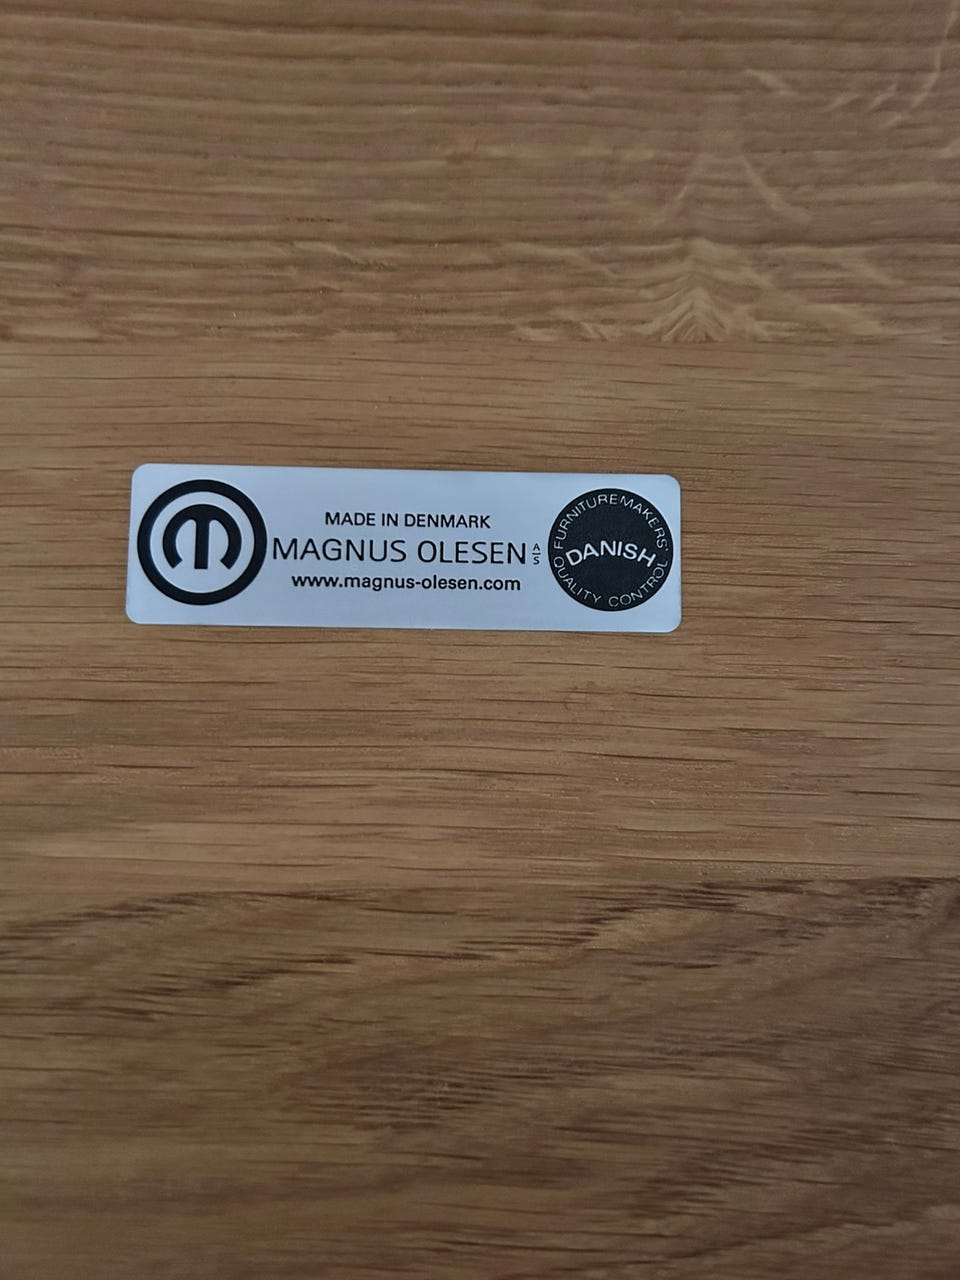 MADE IN DENMARK
MAGNUS OLESEN A/S
www.magnus-olesen.com
FURNITUREMAKERS'
DANISH
QUALITY CONTROL